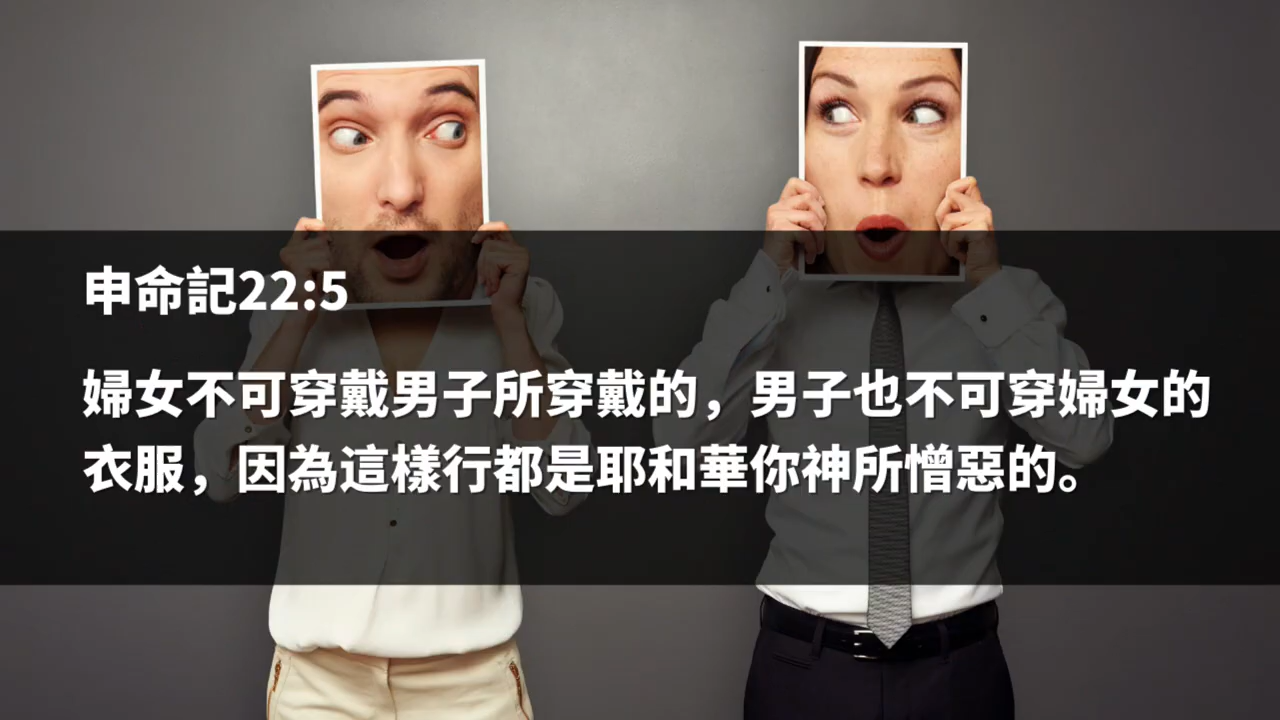 申命記22:5
婦女不可穿戴男子所穿戴的，男子也不可穿婦女的
衣服，因為這樣行都是耶和華你神所憎惡的。